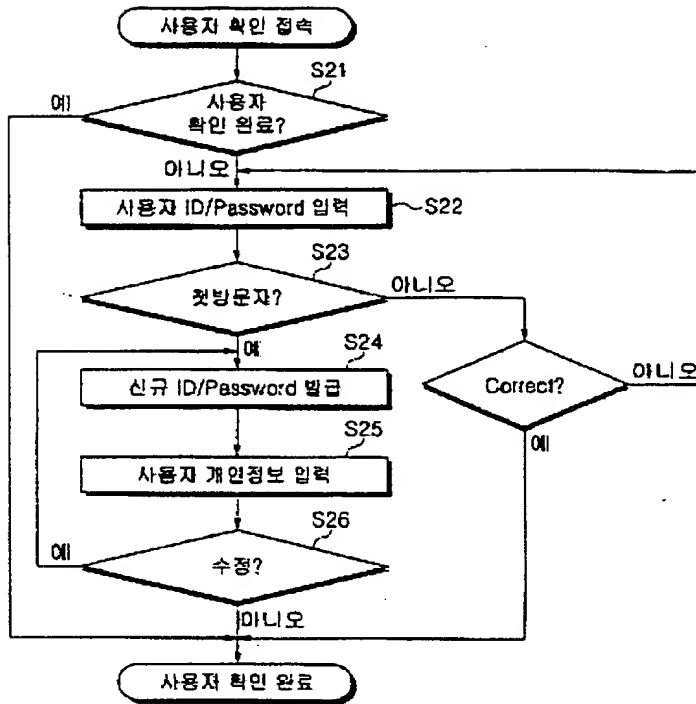 사용자 확인 접속
S21
예
사용자
확인 완료?
아니오
사용자 ID/Password 입력
S22
S23
첫방문자?
아니오
예
S24
신규 ID/Password 발급
Correct?
아니오
예
S25
사용자 개인정보 입력
S26
예
수정?
아니오
사용자 확인 완료